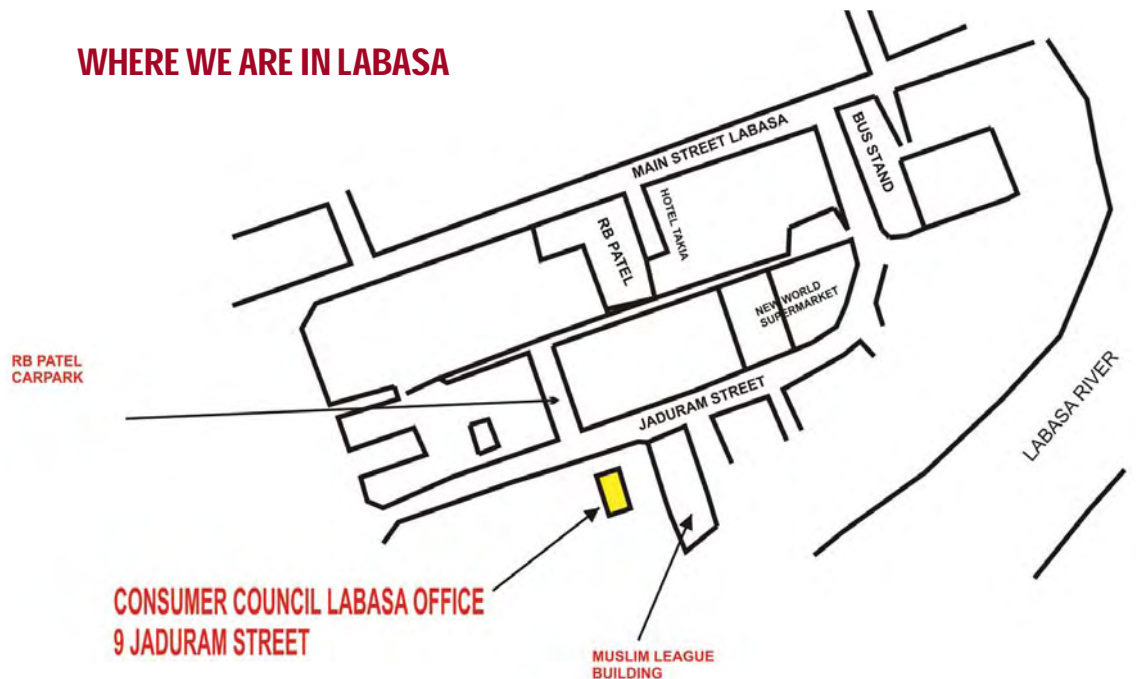 WHERE WE ARE IN LABASA
MAIN STREET LABASA
BUS STAND
HOTEL TAKIA
RB PATEL
NEW WORLD
SUPERMARKET
RB PATEL
CARPARK
JADURAM STREET
LABASA RIVER
CONSUMER COUNCIL LABASA OFFICE
9 JADURAM STREET
MUSLIM LEAGUE
BUILDING